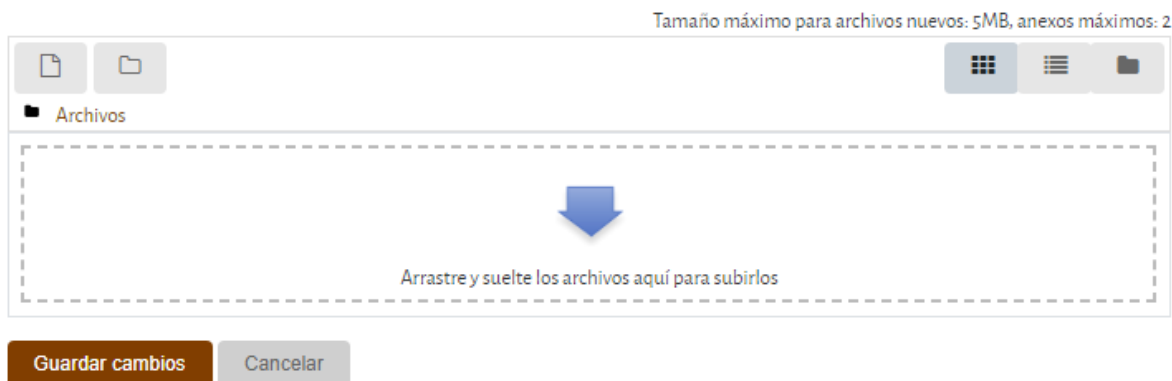 Tamaño máximo para archivos nuevos: 5MB, anexos máximos: 2
Archivos
Arrastre y suelte los archivos aquí para subirlos
Guardar cambios Cancelar